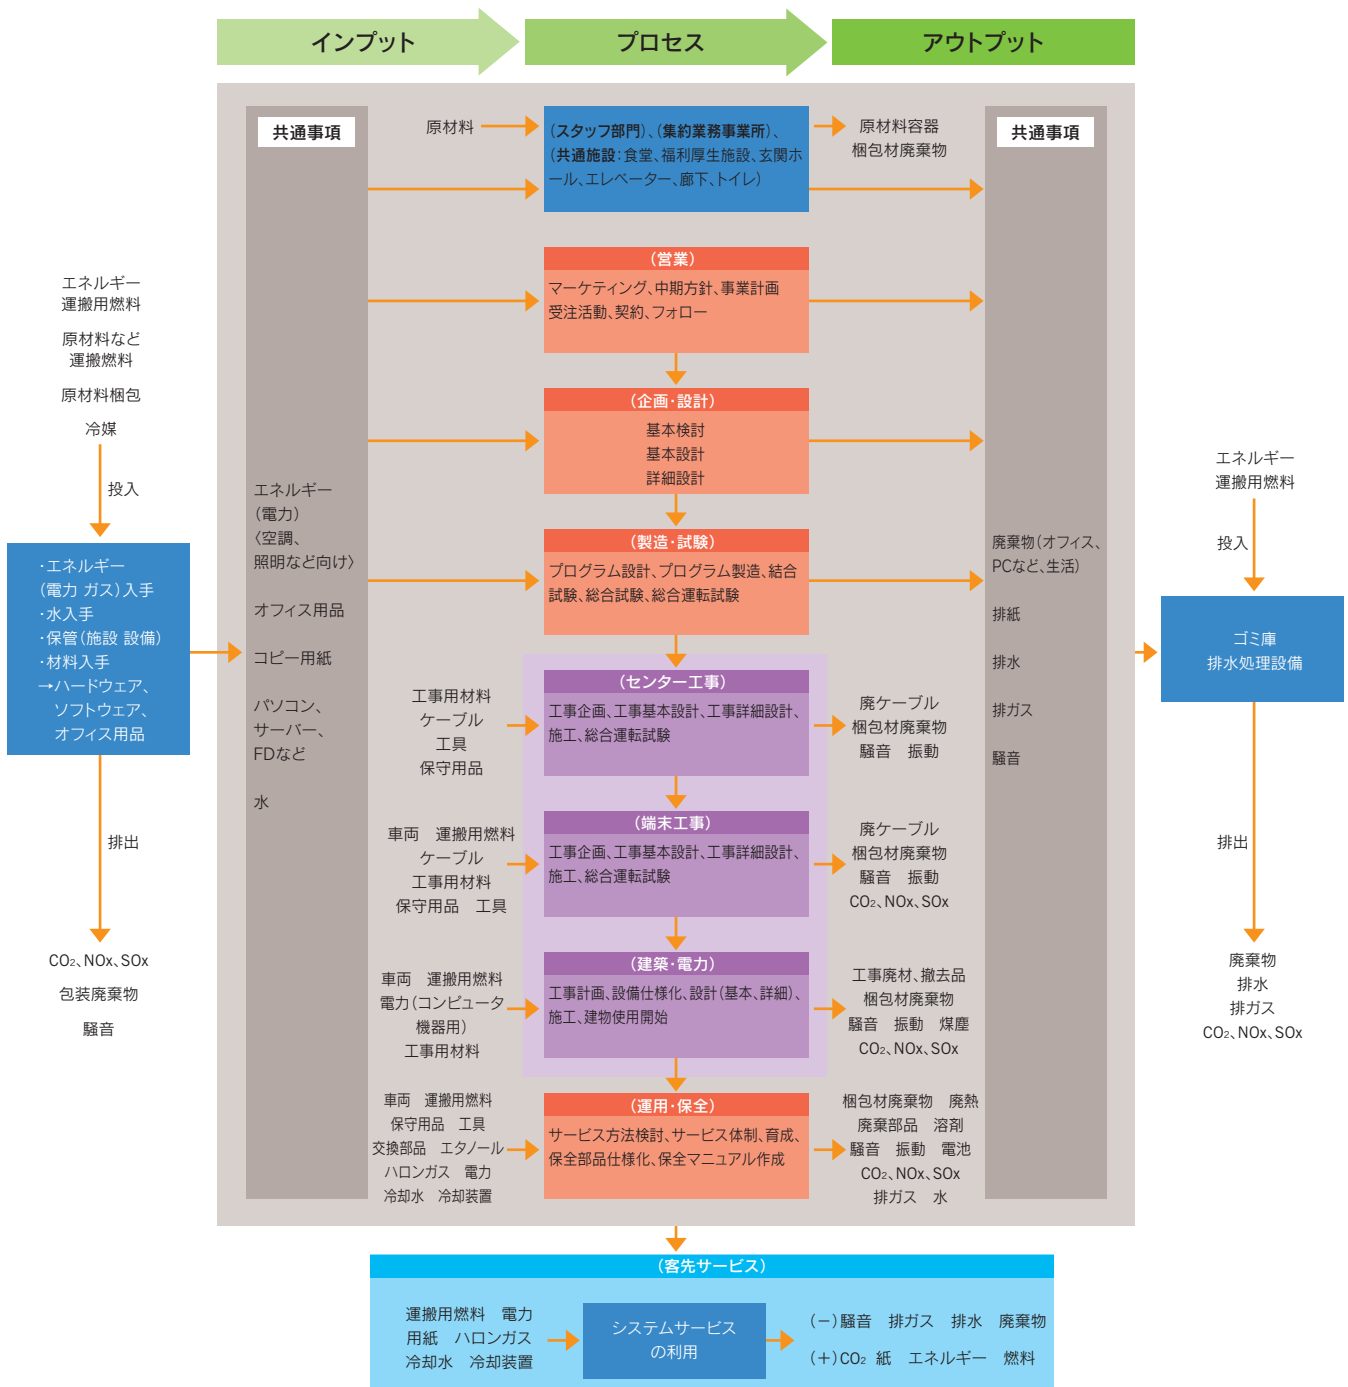 インプット
プロセス
アウトプット
共通事項
原材料
(スタッフ部門)、(集約業務事業所)、
(共通施設:食堂、福利厚生施設、玄関ホ
ール、エレベーター、廊下、トイレ)
原材料容器
梱包材廃棄物
共通事項
エネルギー
運搬用燃料
原材料など
運搬燃料
原材料梱包
冷媒
投入
・エネルギー
(電力 ガス)入手
・水入手
・保管(施設 設備)
・材料入手
→ハードウェア、
ソフトウェア、
オフィス用品
排出
CO₂、NOx、SOx
包装廃棄物
騒音
エネルギー
(電力)
〈空調、
照明など向け〉
オフィス用品
コピー用紙
パソコン、
サーバー、
FDなど
水
(営業)
マーケティング、中期方針、事業計画
受注活動、契約、フォロー
(企画・設計)
基本検討
基本設計
詳細設計
(製造・試験)
プログラム設計、プログラム製造、結合
試験、総合試験、総合運転試験
工事用材料
ケーブル
工具
保守用品
(センター工事)
工事企画、工事基本設計、工事詳細設計、
施工、総合運転試験
廃ケーブル
梱包材廃棄物
騒音 振動
車両 運搬用燃料
ケーブル
工事用材料
保守用品 工具
(端末工事)
工事企画、工事基本設計、工事詳細設計、
施工、総合運転試験
廃ケーブル
梱包材廃棄物
騒音 振動
CO₂、NOx、SOx
車両 運搬用燃料
電力(コンピュータ
機器用)
工事用材料
(建築・電力)
工事計画、設備仕様化、設計(基本、詳細)、
施工、建物使用開始
工事廃材、撤去品
梱包材廃棄物
騒音 振動 煤塵
CO₂、NOx、SOx
車両 運搬用燃料
保守用品 工具
交換部品 エタノール
ハロンガス 電力
冷却水 冷却装置
(運用・保全)
サービス方法検討、サービス体制、育成、
保全部品仕様化、保全マニュアル作成
梱包材廃棄物 廃熱
廃棄部品 溶剤
騒音 振動 電池
CO₂、NOx、SOx
排ガス 水
廃棄物(オフィス、
PCなど、生活)
排紙
排水
排ガス
騒音
エネルギー
運搬用燃料
投入
ゴミ庫
排水処理設備
排出
廃棄物
排水
排ガス
CO₂、NOx、SOx
(客先サービス)
運搬用燃料 電力
用紙 ハロンガス
冷却水 冷却装置
システムサービス
の利用
(−)騒音 排ガス 排水 廃棄物
(+)CO₂ 紙 エネルギー 燃料